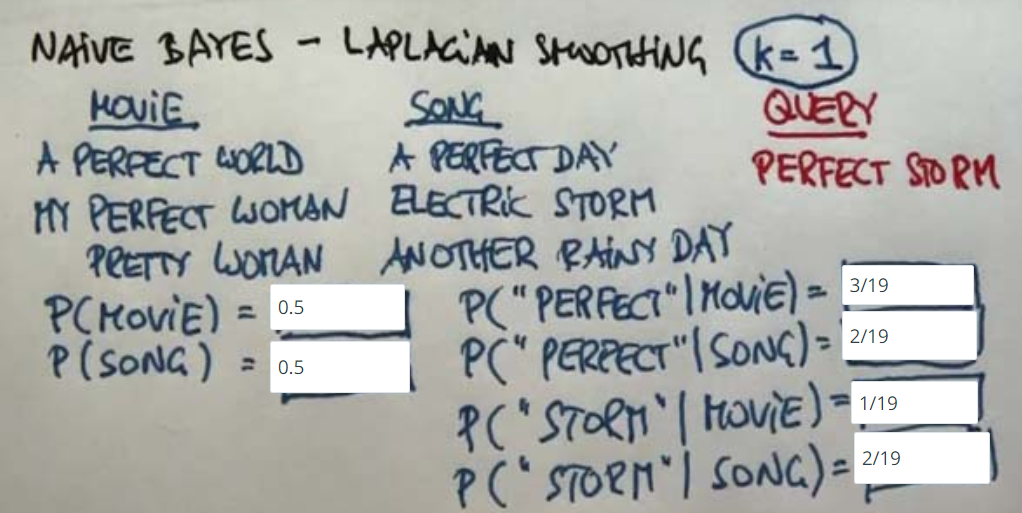 NAIVE BAYES - LAPLACIAN SMOOTHING k=1
MOVIE SONG QUERY
A PERFECT WORLD A PERFECT DAY PERFECT STORM
MY PERFECT WOMAN ELECTRIC STORM
PRETTY WOMAN ANOTHER RAINY DAY
P(MOVIE) = 0.5
P(SONG) = 0.5
P("PERFECT"|MOVIE) = 3/19
P("PERFECT"|SONG) = 2/19
P("STORM"|MOVIE) = 1/19
P("STORM"|SONG) = 2/19